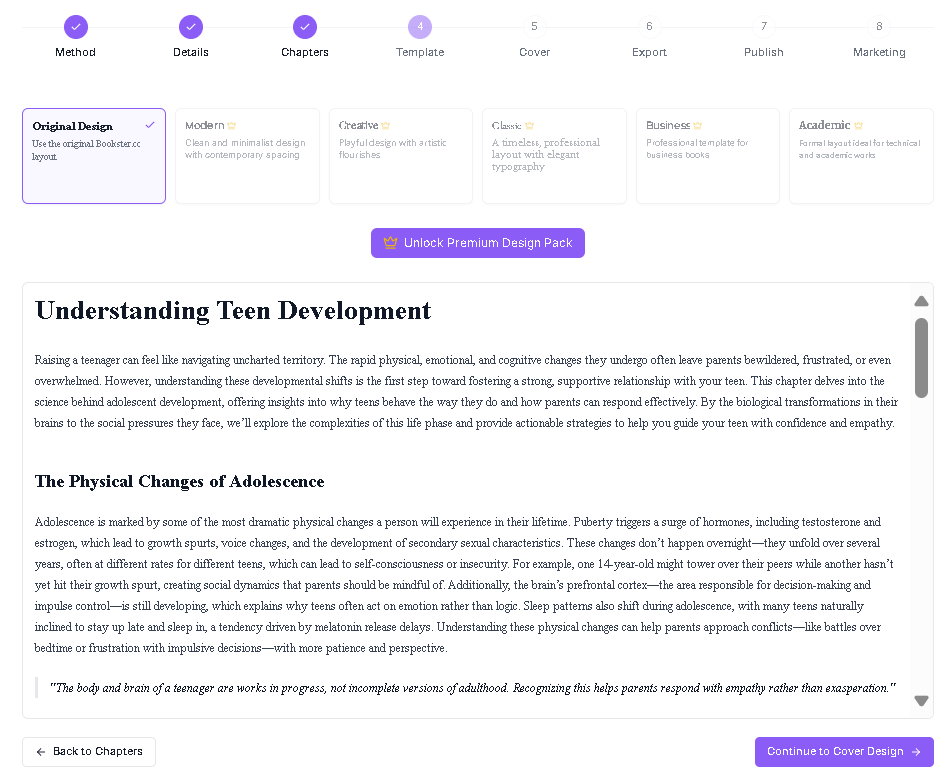 4 5 6 7 8
Method Details Chapters Template Cover Export Publish Marketing
Original Design
Use the original Bookster.cc
layout.
Modern
Clean and minimalist design
with contemporary spacing
Creative
Playful design with artistic
flourishes
Classic
A timeless, professional
layout with elegant
typography
Business
Professional template for
business books
Academic
Formal layout ideal for technical
and academic works
Unlock Premium Design Pack
Understanding Teen Development
Raising a teenager can feel like navigating uncharted territory. The rapid physical, emotional, and cognitive changes they undergo often leave parents bewildered, frustrated, or even
overwhelmed. However, understanding these developmental shifts is the first step toward fostering a strong, supportive relationship with your teen. This chapter delves into the
science behind adolescent development, offering insights into why teens behave the way they do and how parents can respond effectively. By the biological transformations in their
brains to the social pressures they face, we’ll explore the complexities of this life phase and provide actionable strategies to help you guide your teen with confidence and empathy.
The Physical Changes of Adolescence
Adolescence is marked by some of the most dramatic physical changes a person will experience in their lifetime. Puberty triggers a surge of hormones, including testosterone and
estrogen, which lead to growth spurts, voice changes, and the development of secondary sexual characteristics. These changes don’t happen overnight—they unfold over several
years, often at different rates for different teens, which can lead to self-consciousness or insecurity. For example, one 14-year-old might tower over their peers while another hasn’t
yet hit their growth spurt, creating social dynamics that parents should be mindful of. Additionally, the brain’s prefrontal cortex—the area responsible for decision-making and
impulse control—is still developing, which explains why teens often act on emotion rather than logic. Sleep patterns also shift during adolescence, with many teens naturally
inclined to stay up late and sleep in, a tendency driven by melatonin release delays. Understanding these physical changes can help parents approach conflicts—like battles over
bedtime or frustration with impulsive decisions—with more patience and perspective.
"The body and brain of a teenager are works in progress, not incomplete versions of adulthood. Recognizing this helps parents respond with empathy rather than exasperation."
← Back to Chapters
Continue to Cover Design →